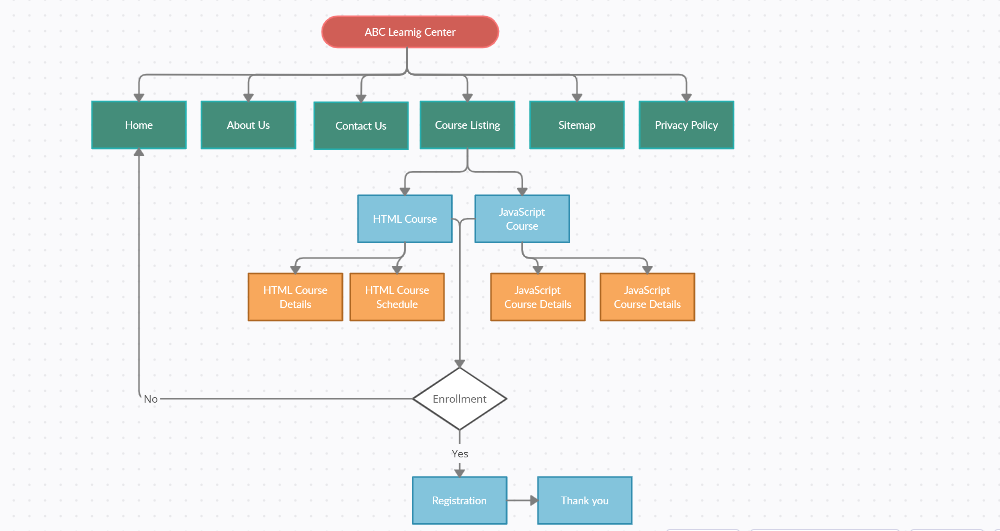 ABC Learnig Center
Home
About Us
Contact Us
Course Listing
Sitemap
Privacy Policy
HTML Course
JavaScript
Course
HTML Course
Details
HTML Course
Schedule
JavaScript
Course Details
JavaScript
Course Details
No
Enrollment
Yes
Registration
Thank you